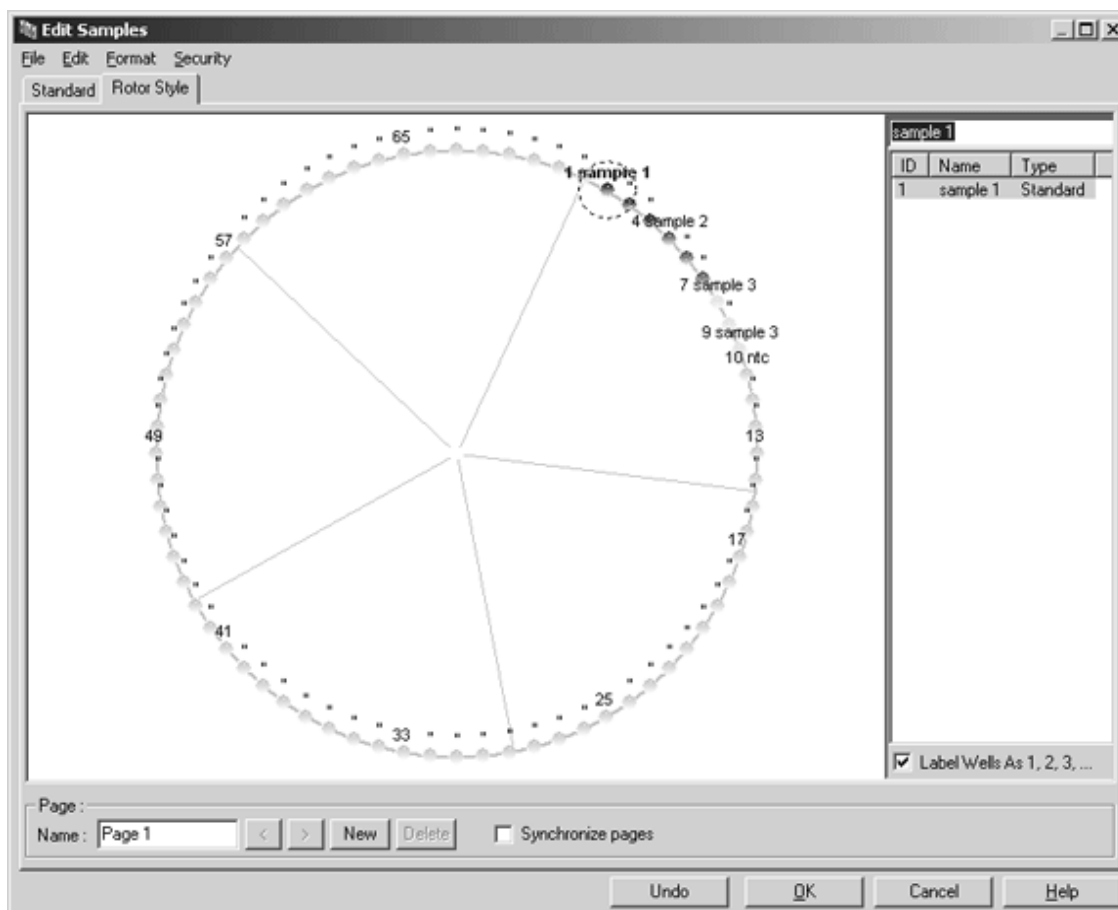 Edit Samples
File Edit Format Security
Standard Rotor Style
65
1 sample 1
4 sample 2
57
7 sample 3
9 sample 3
10 ntc
49
13
17
41
25
33
sample 1
ID Name Type
1 sample 1 Standard
Label Wells As 1, 2, 3, ...
Page :
Name : Page 1 < > New Delete Synchronize pages
Undo OK Cancel Help